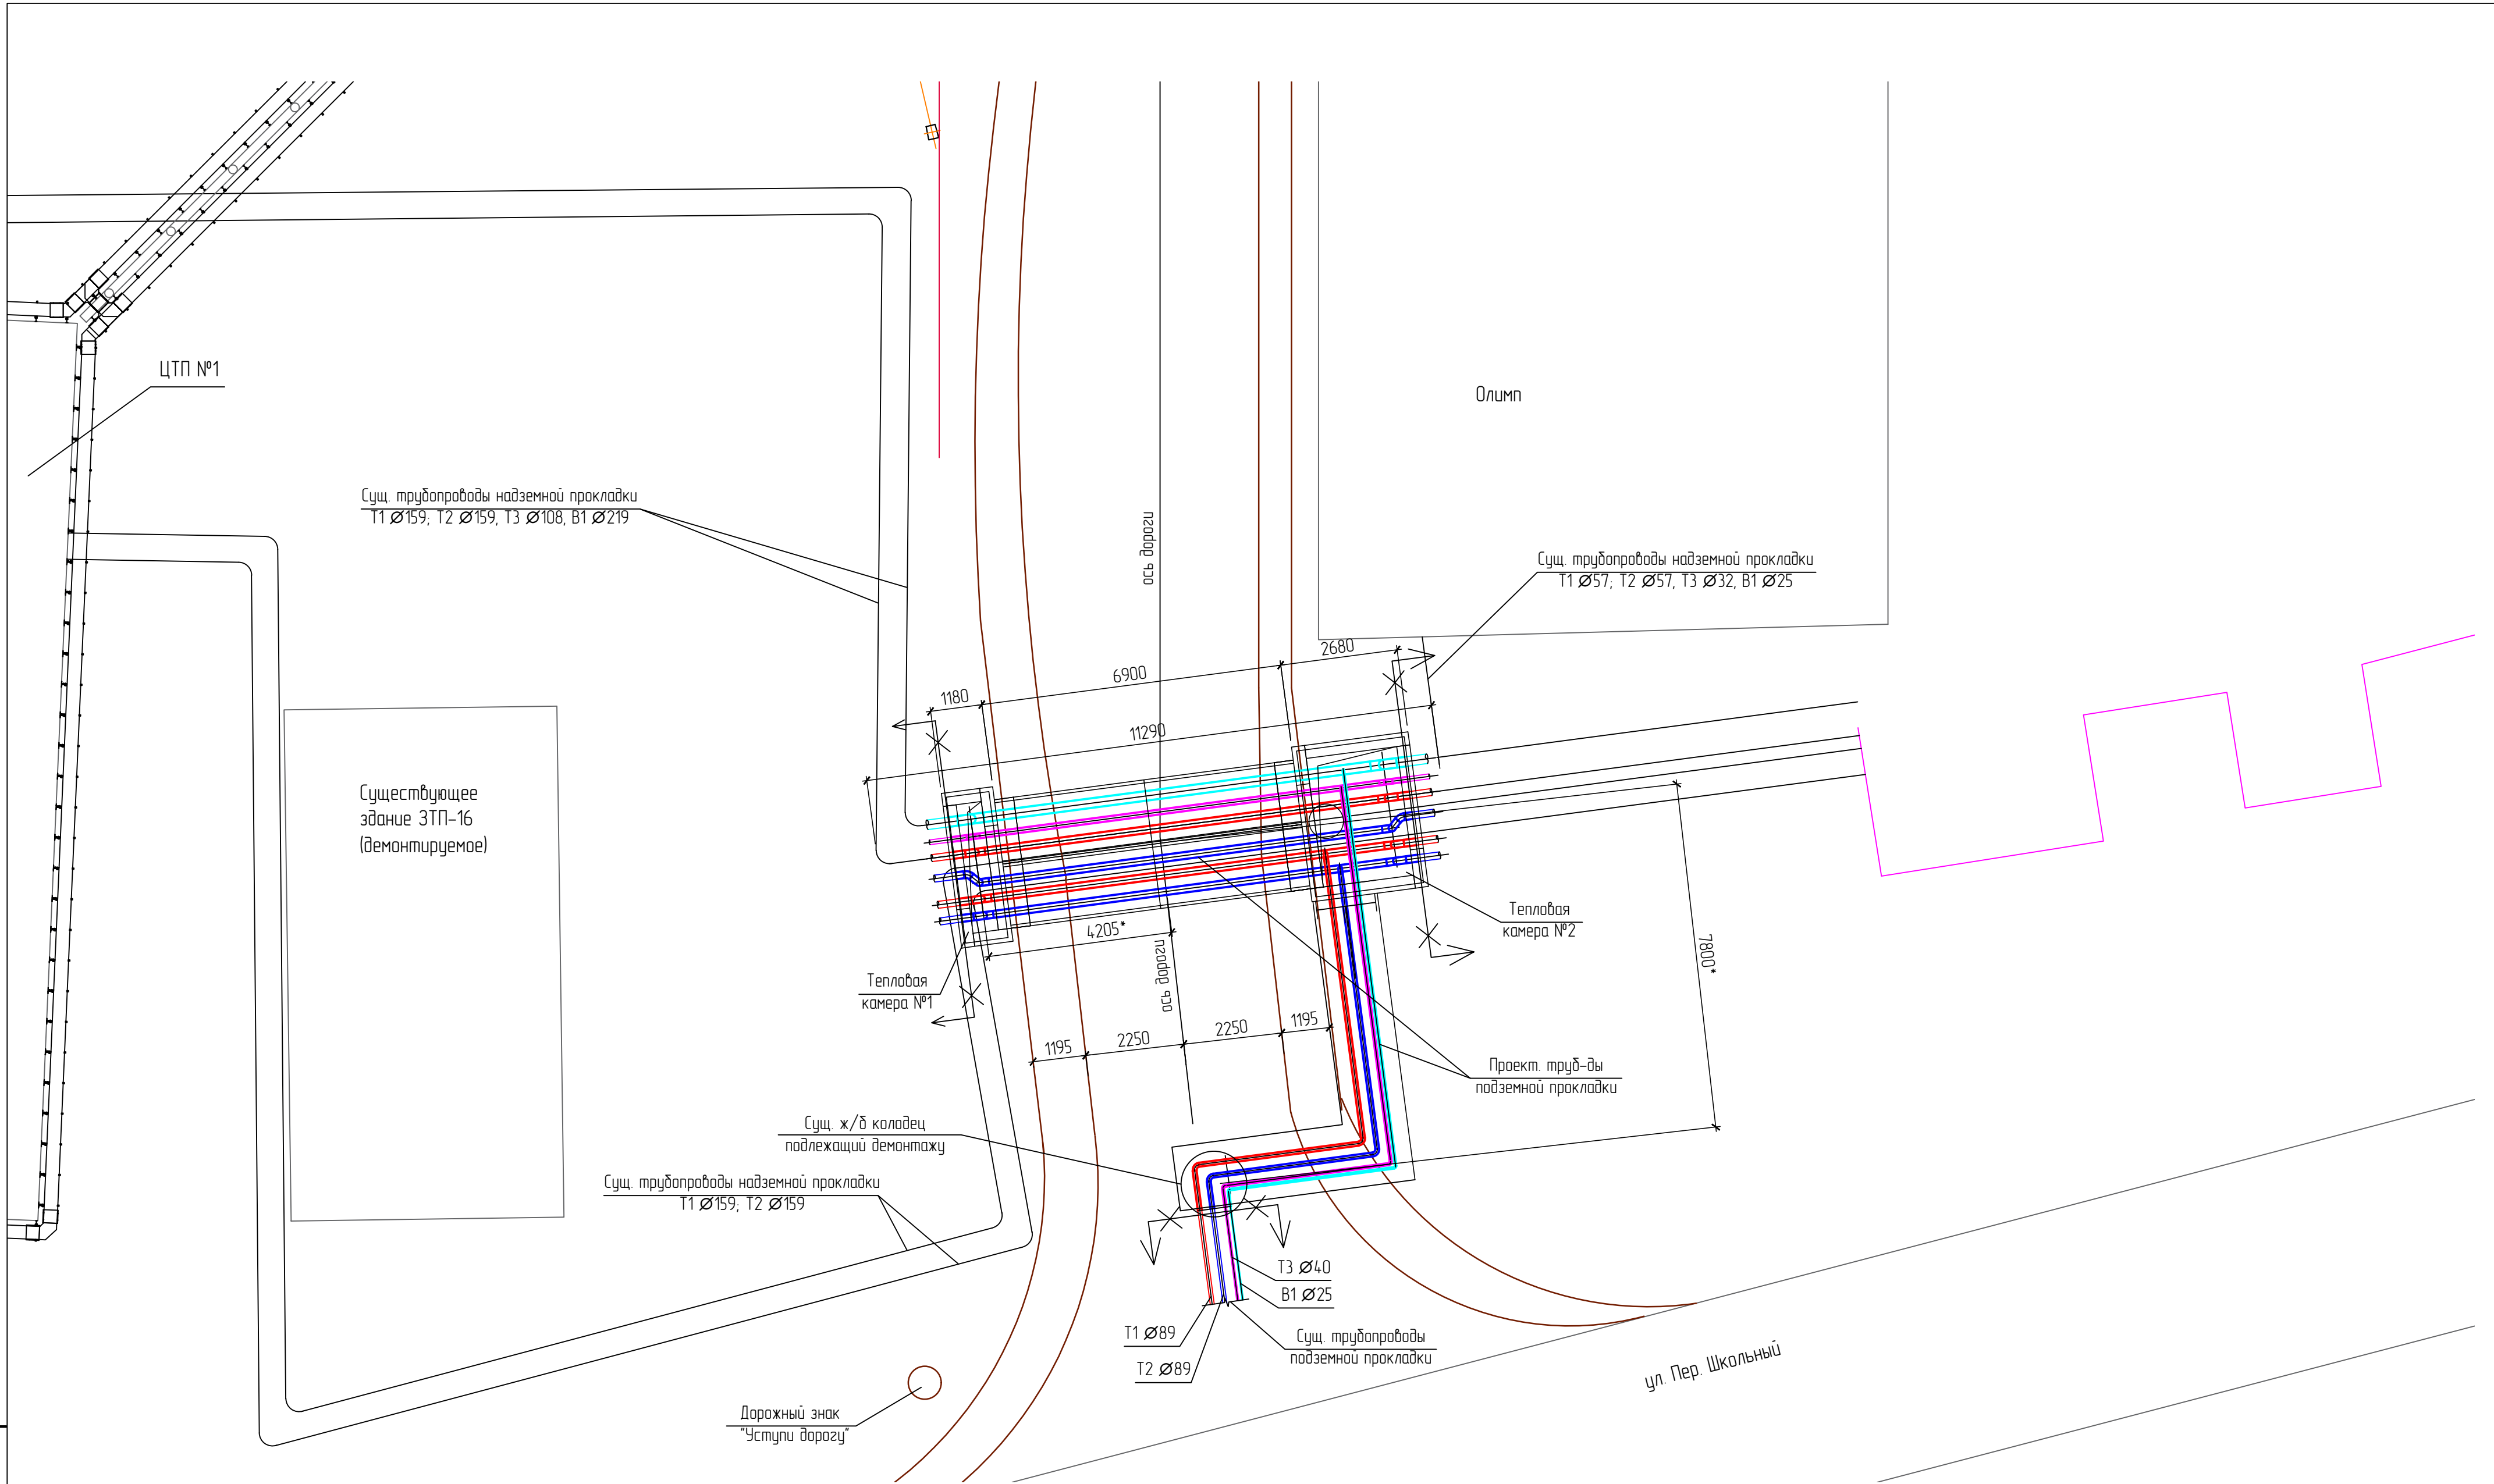 ЦТП №1
Олимп
Сущ. трубопроводы надземной прокладки
Т1 Ø159; Т2 Ø159, Т3 Ø108, В1 Ø219
ось дороги
Сущ. трубопроводы надземной прокладки
Т1 Ø57; Т2 Ø57, Т3 Ø32, В1 Ø25
2680
6900
1180
11290
Существующее
здание ЗТП-16
(демонтируемое)
4205*
Тепловая
камера №2
7800*
ось дороги
Тепловая
камера №1
1195
2250
2250
1195
Проект. труб-ды
подземной прокладки
Сущ. ж/б колодец
подлежащий демонтажу
Сущ. трубопроводы надземной прокладки
Т1 Ø159; Т2 Ø159
Т3 Ø40
В1 Ø25
Т1 Ø89
Т2 Ø89
Сущ. трубопроводы
подземной прокладки
ул. Пер. Школьный
Дорожный знак
"Уступи дорогу"